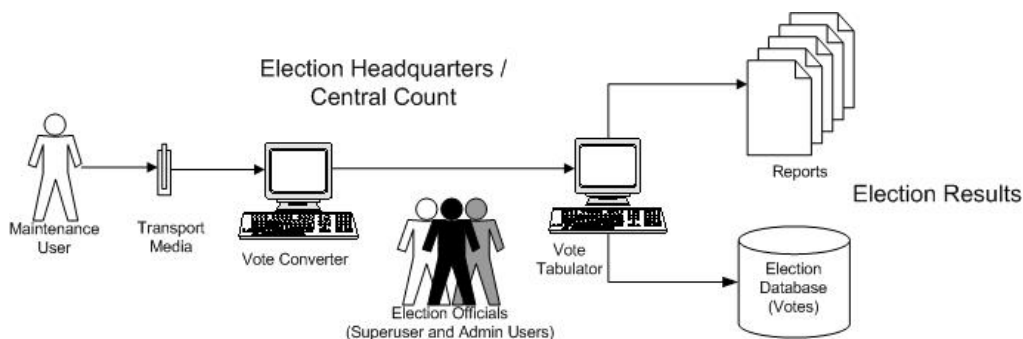 Election Headquarters /
Central Count
Maintenance
User
Transport
Media
Vote Converter
Election Officials
(Superuser and Admin Users)
Vote
Tabulator
Reports
Election Results
Election
Database
(Votes)